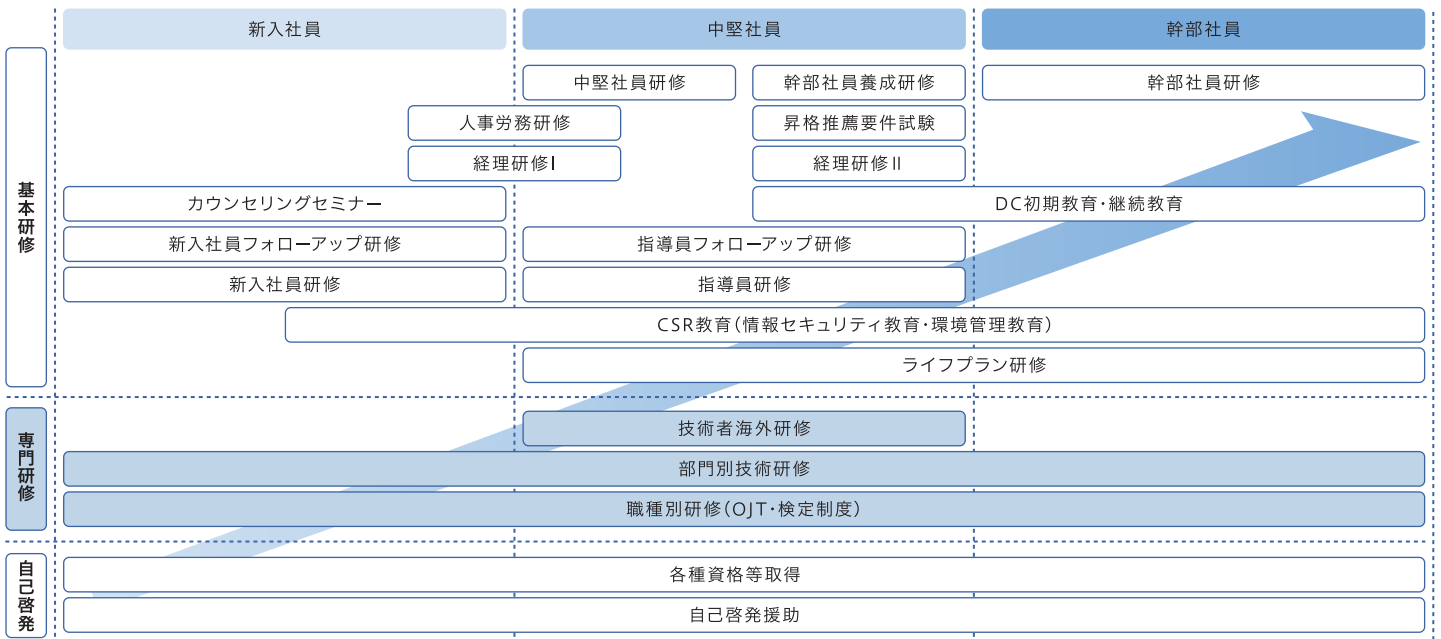 新入社員
中堅社員
幹部社員
基本研修
中堅社員研修
幹部社員養成研修
幹部社員研修
人事労務研修
昇格推薦要件試験
経理研修Ⅰ
経理研修Ⅱ
カウンセリングセミナー
DC初期教育・継続教育
新入社員フォローアップ研修
指導員フォローアップ研修
新入社員研修
指導員研修
CSR教育(情報セキュリティ教育・環境管理教育)
ライフプラン研修
専門研修
技術者海外研修
部門別技術研修
職種別研修(OJT・検定制度)
自己啓発
各種資格等取得
自己啓発援助